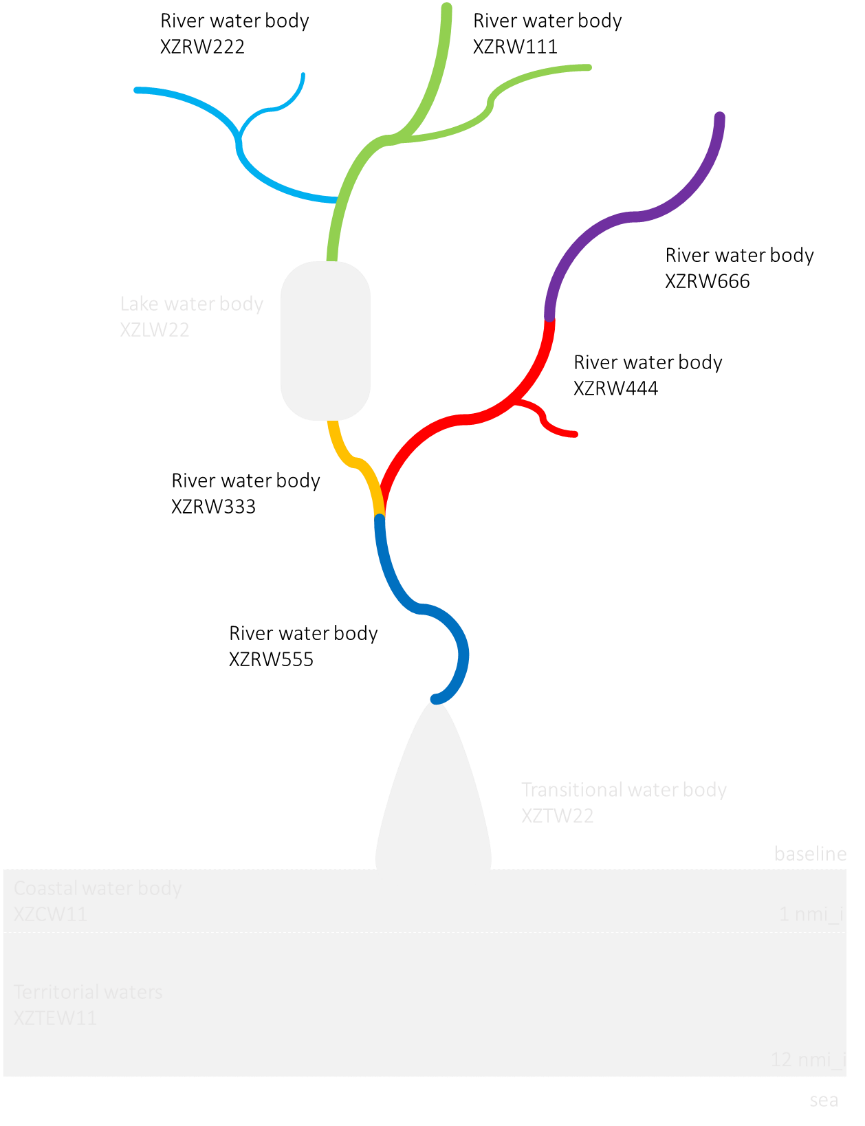 River water body
XZRW222
River water body
XZRW111
River water body
XZRW666
Lake water body
XZLW22
River water body
XZRW444
River water body
XZRW333
River water body
XZRW555
Transitional water body
XZTW22
baseline
Coastal water body
XZCW11
1 nmi_i
Territorial waters
XZTEW11
12 nmi_i
sea